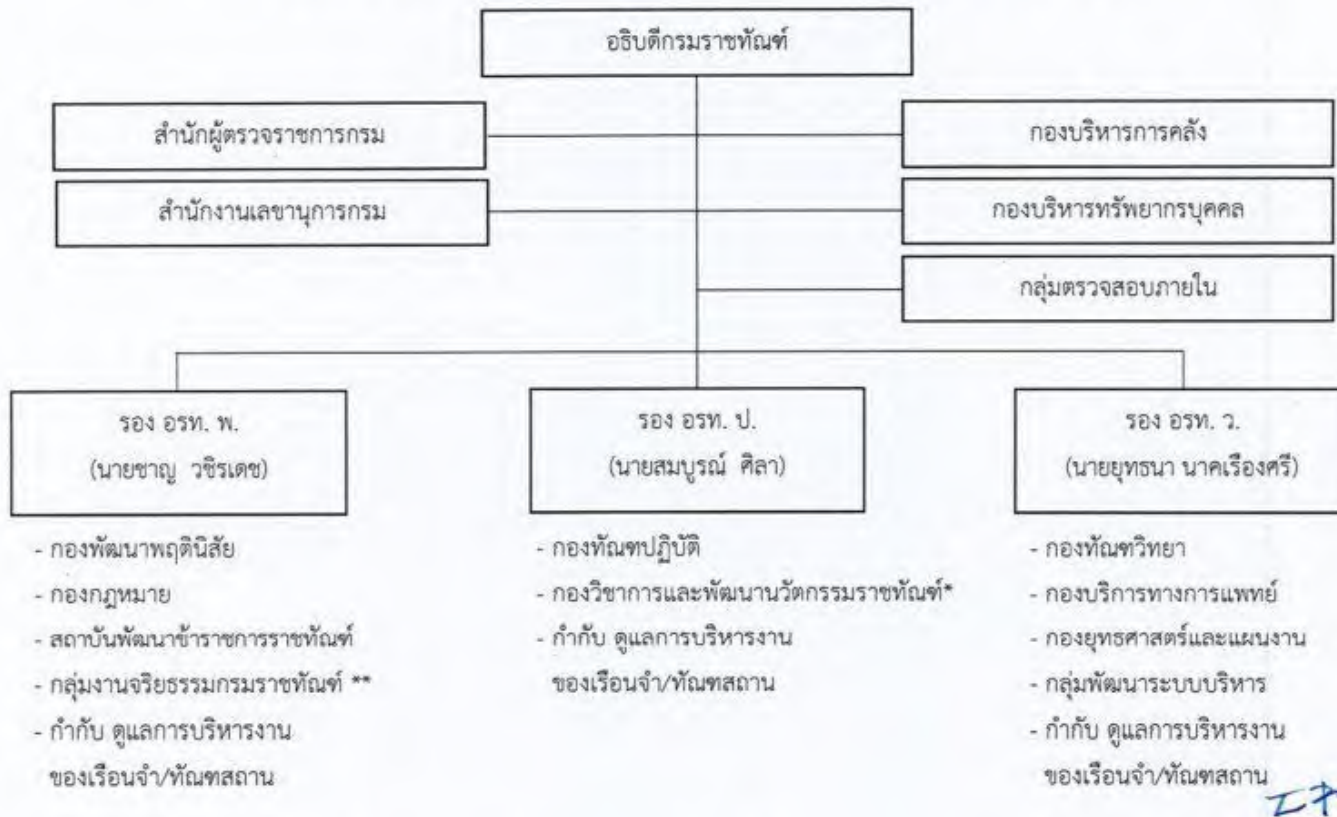 อธิบดีกรมราชทัณฑ์
สำนักผู้ตรวจราชการกรม
กองบริหารการคลัง
สำนักงานเลขานุการกรม
กองบริหารทรัพยากรบุคคล
กลุ่มตรวจสอบภายใน
รอง อรท. พ.
(นายชาญ วชิรเดช)
- กองพัฒนาพฤตินิสัย
- กองกฎหมาย
- สถาบันพัฒนาข้าราชการราชทัณฑ์
- กลุ่มงานจริยธรรมกรมราชทัณฑ์ **
- กำกับ ดูแลการบริหารงาน
ของเรือนจำ/ทัณฑสถาน
รอง อรท. ป.
(นายสมบูรณ์ ศิลา)
- กองทัณฑปฏิบัติ
- กองวิชาการและพัฒนานวัตกรรมราชทัณฑ์*
- กำกับ ดูแลการบริหารงาน
ของเรือนจำ/ทัณฑสถาน
รอง อรท. ว.
(นายยุทธนา นาคเรืองศรี)
- กองทัณฑวิทยา
- กองบริการทางการแพทย์
- กองยุทธศาสตร์และแผนงาน
- กลุ่มพัฒนาระบบบริหาร
- กำกับ ดูแลการบริหารงาน
ของเรือนจำ/ทัณฑสถาน